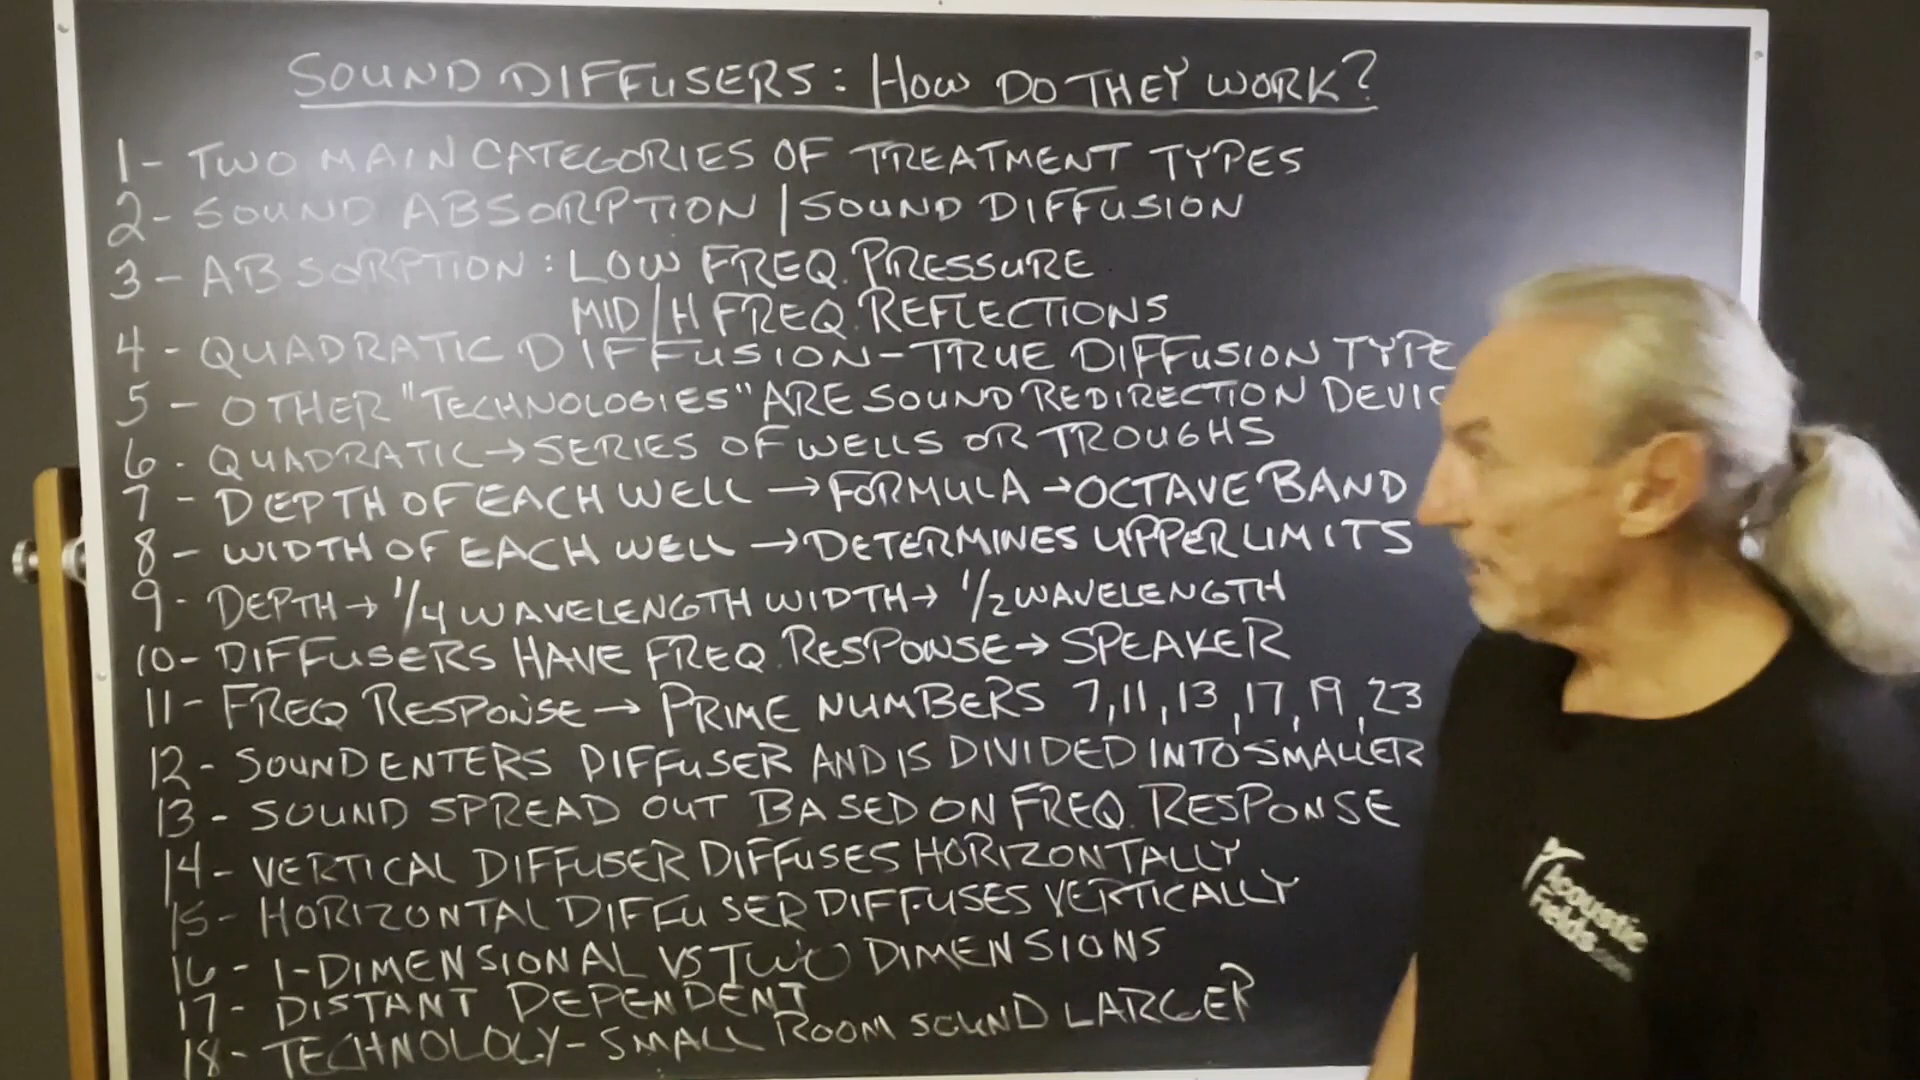 SOUND DIFFUSERS: HOW DO THEY WORK?
1- TWO MAIN CATEGORIES OF TREATMENT TYPES
2- SOUND ABSORPTION / SOUND DIFFUSION
3- ABSORPTION: LOW FREQ. PRESSURE
MID/H FREQ. REFLECTIONS
4- QUADRATIC DIFFUSION-TRUE DIFFUSION TYPE
5- OTHER "TECHNOLOGIES" ARE SOUND REDIRECTION
6- QUADRATIC→SERIES OF WELLS OR TROUGHS
7- DEPTH OF EACH WELL →FORMULA →OCTAVE BAND
8- WIDTH OF EACH WELL →DETERMINES UPPER LIMITS
9- DEPTH→ 1/4 WAVELENGTH WIDTH→ 1/2 WAVELENGTH
10- DIFFUSERS HAVE FREQ. RESPONSE→ SPEAKER
11- FREQ RESPONSE→ PRIME NUMBERS 7,11,13,17,19,23
12- SOUND ENTERS DIFFUSER AND IS DIVIDED INTO SMALLER
13- SOUND SPREAD OUT BASED ON FREQ. RESPONSE
14- VERTICAL DIFFUSER DIFFUSES HORIZONTALLY
15- HORIZONTAL DIFFUSER DIFFUSES VERTICALLY
16- 1-DIMENSIONAL VS TWO DIMENSIONS
17- DISTANT DEPENDENT
18- TECHNOLOGY-SMALL ROOM SOUND LARGER
Acoustic
Fields.com